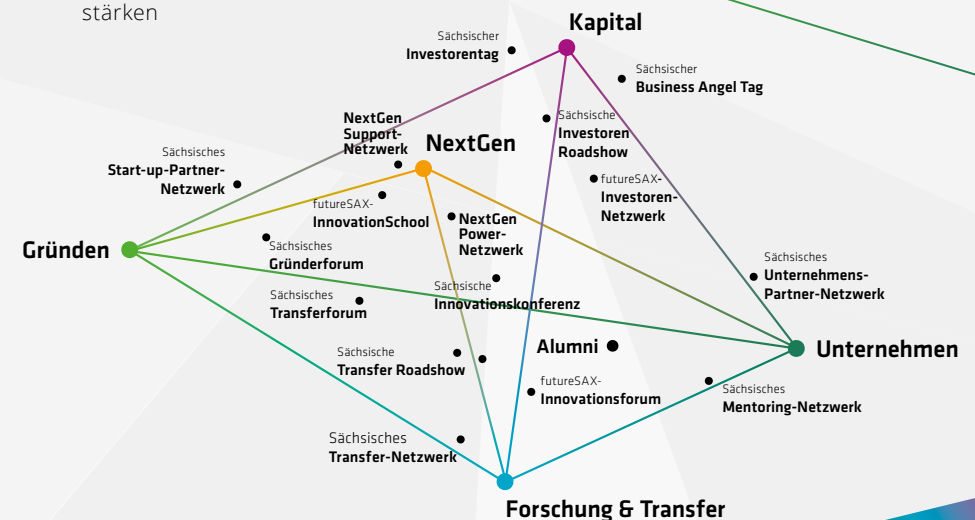 stärken
Kapital
Sächsischer
Investorentag
Sächsischer
Business Angel Tag
NextGen
Support-
Netzwerk
Sächsische
Investoren
Roadshow
NextGen
Sächsisches
Start-up-Partner-
Netzwerk
futureSAX-
Investoren-
Netzwerk
futureSAX-
InnovationSchool
NextGen
Power-
Netzwerk
Gründen
Sächsisches
Gründerforum
Sächsisches
Unternehmens-
Partner-Netzwerk
Sächsische
Innovationskonferenz
Sächsisches
Transferforum
Alumni
Unternehmen
Sächsische
Transfer Roadshow
futureSAX-
Innovationsforum
Sächsisches
Mentoring-Netzwerk
Sächsisches
Transfer-Netzwerk
Forschung & Transfer